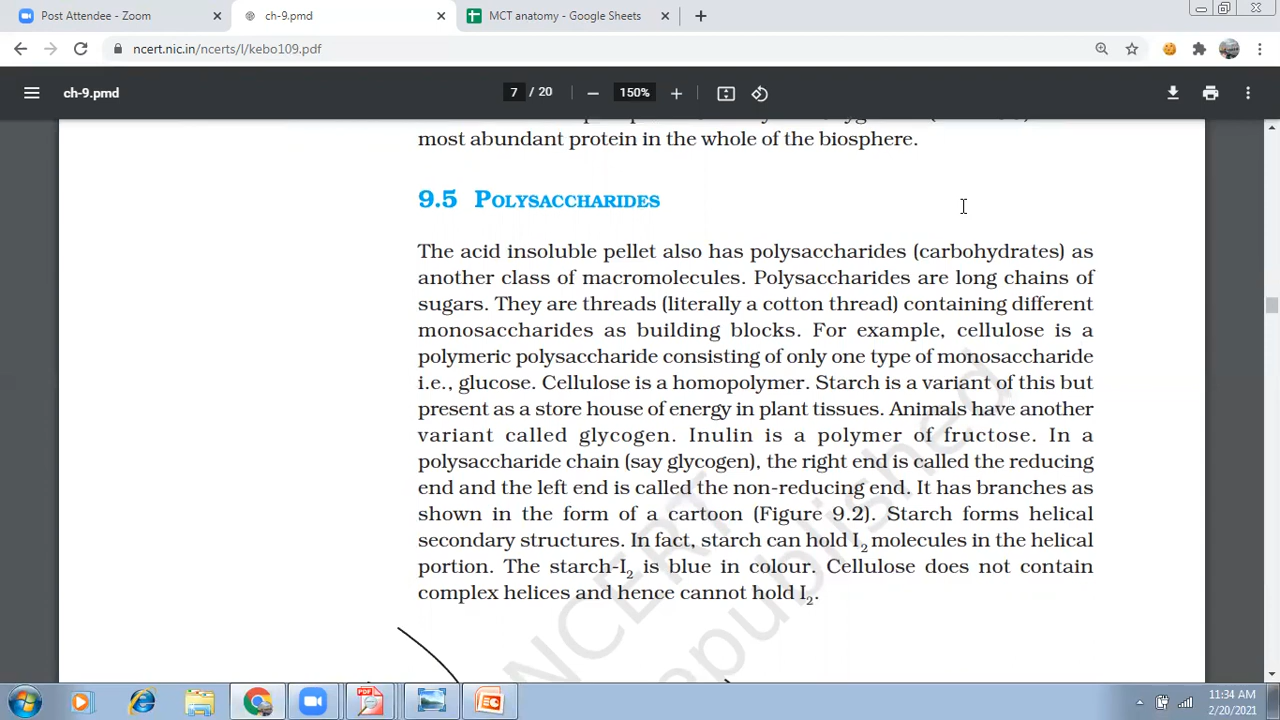 Post Attendee - Zoom
ch-9.pmd
MCT anatomy - Google Sheets
ncert.nic.in/ncerts/l/kebo109.pdf
ch-9.pmd
7 / 20
150%
most abundant protein in the whole of the biosphere.
9.5 POLYSACCHARIDES
The acid insoluble pellet also has polysaccharides (carbohydrates) as
another class of macromolecules. Polysaccharides are long chains of
sugars. They are threads (literally a cotton thread) containing different
monosaccharides as building blocks. For example, cellulose is a
polymeric polysaccharide consisting of only one type of monosaccharide
i.e., glucose. Cellulose is a homopolymer. Starch is a variant of this but
present as a store house of energy in plant tissues. Animals have another
variant called glycogen. Inulin is a polymer of fructose. In a
polysaccharide chain (say glycogen), the right end is called the reducing
end and the left end is called the non-reducing end. It has branches as
shown in the form of a cartoon (Figure 9.2). Starch forms helical
secondary structures. In fact, starch can hold I2 molecules in the helical
portion. The starch-I2 is blue in colour. Cellulose does not contain
complex helices and hence cannot hold I2.
NCERT
republished
PDF
11:34 AM
2/20/2021